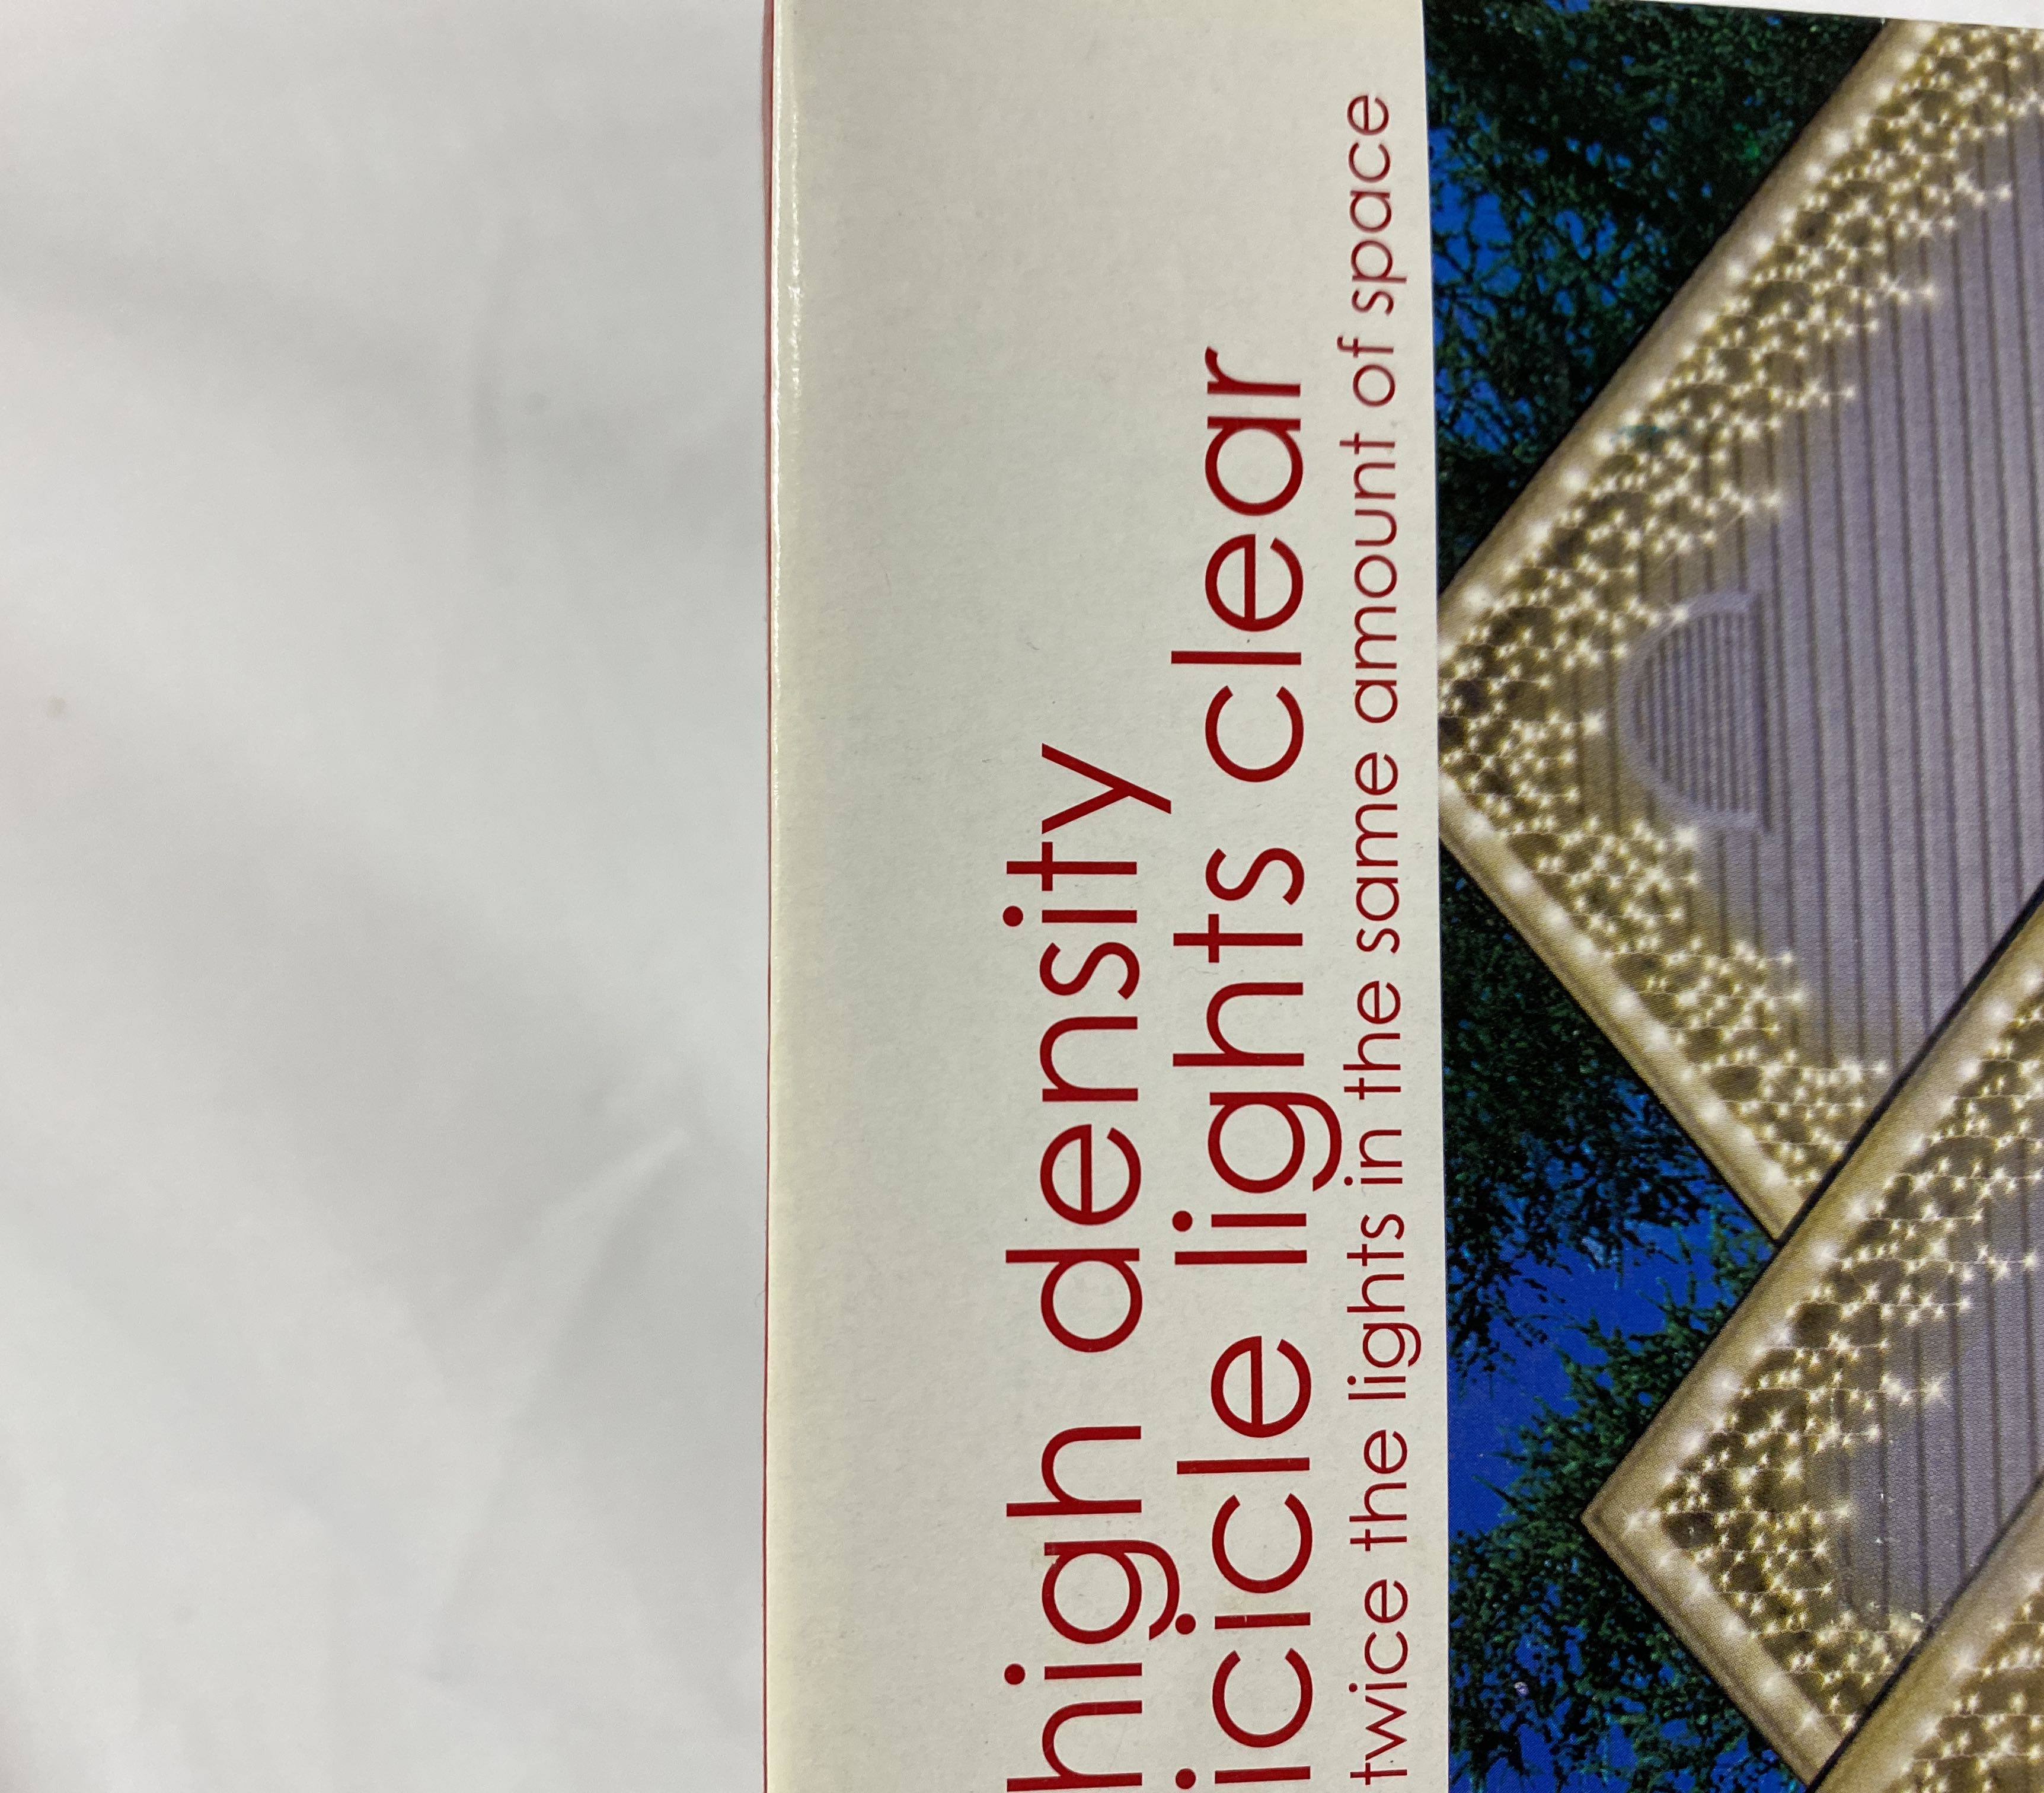 high density
icicle lights clear
twice the lights in the same amount of space